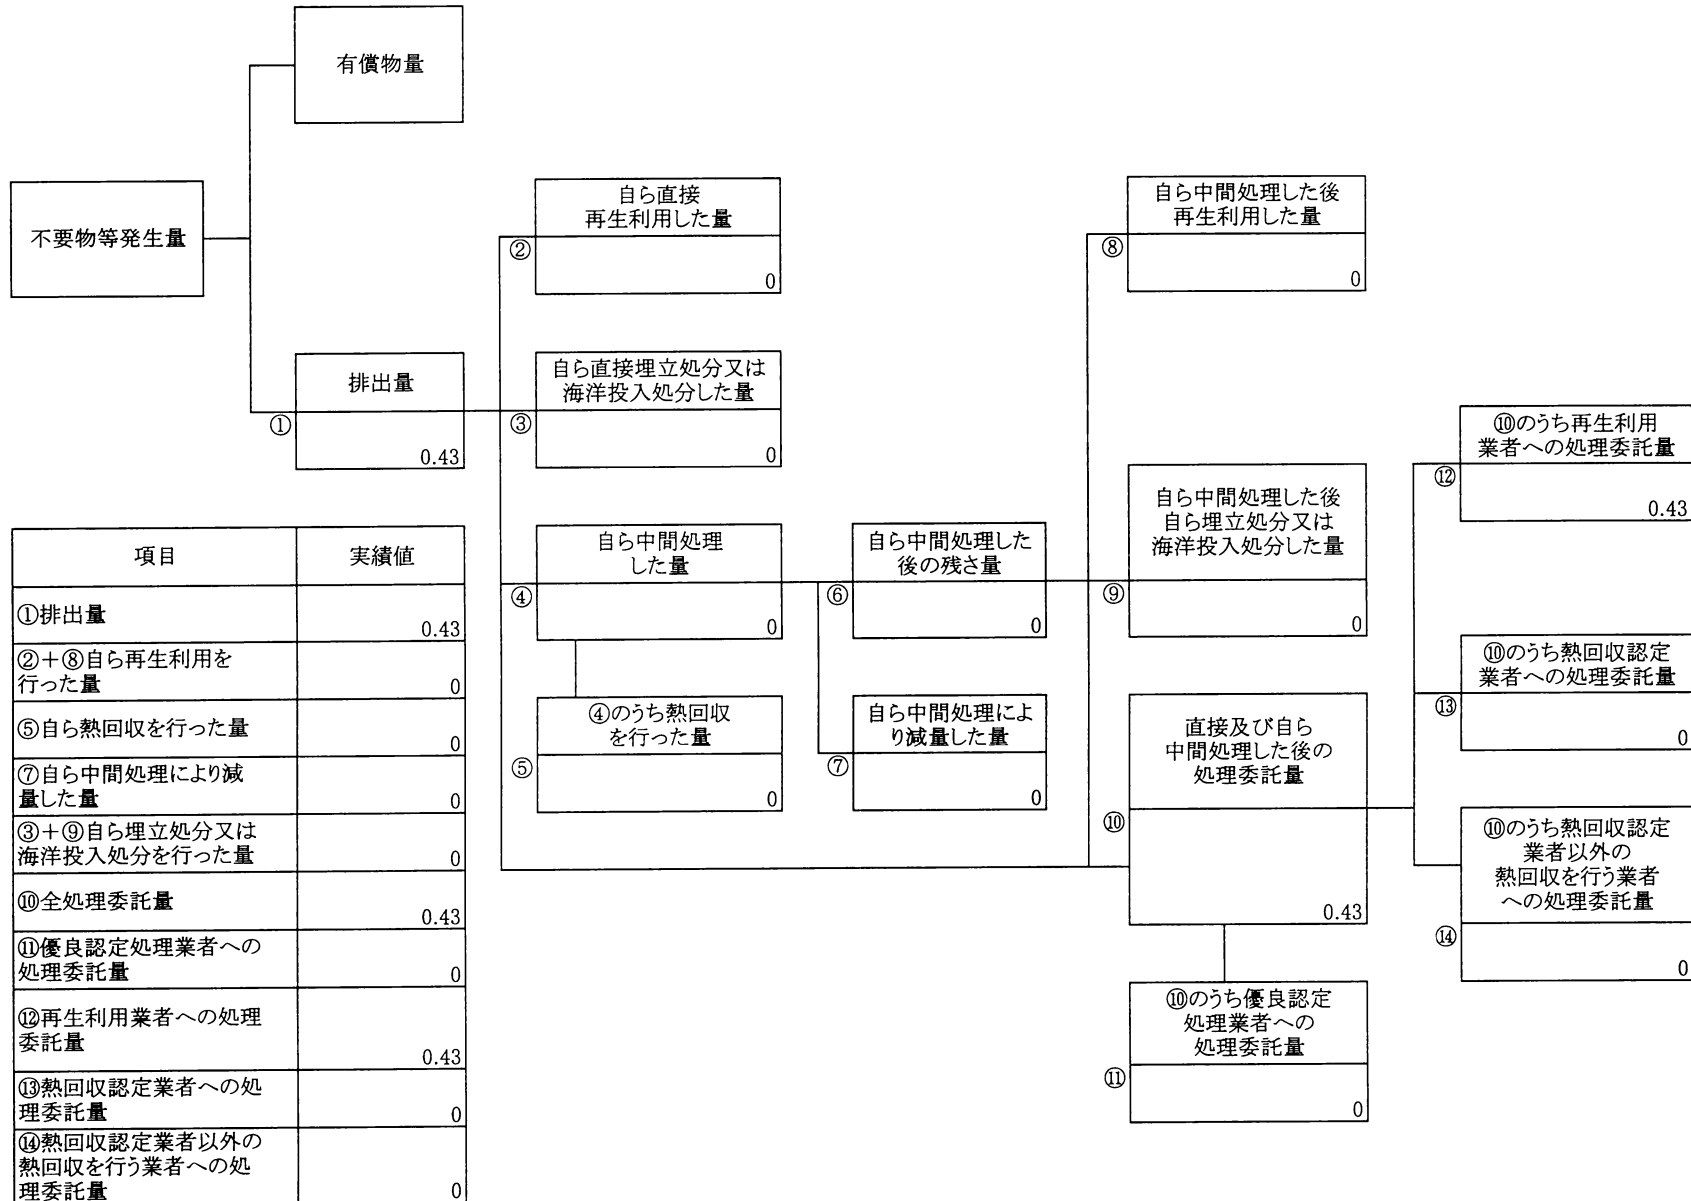 有償物量
不要物等発生量
自ら直接
再生利用した量
②
0
自ら中間処理した後
再生利用した量
⑧
0
排出量
①
0.43
自ら直接埋立処分又は
海洋投入処分した量
③
0
⑩のうち再生利用
業者への処理委託量
⑫
0.43
自ら中間処理
した量
④
0
自ら中間処理した
後の残さ量
⑥
0
自ら中間処理した後
自ら埋立処分又は
海洋投入処分した量
⑨
0
⑩のうち熱回収認定
業者への処理委託量
⑬
0
④のうち熱回収
を行った量
⑤
0
自ら中間処理によ
り減量した量
⑦
0
直接及び自ら
中間処理した後の
処理委託量
⑩
0.43
⑩のうち熱回収認定
業者以外の
熱回収を行う業者
への処理委託量
⑭
0
⑩のうち優良認定
処理業者への
処理委託量
⑪
0
項目 実績値
①排出量
0.43
②+⑧自ら再生利用を
行った量 0
⑤自ら熱回収を行った量
0
⑦自ら中間処理により減
量した量 0
③+⑨自ら埋立処分又は
海洋投入処分を行った量 0
⑩全処理委託量
0.43
⑪優良認定処理業者への
処理委託量 0
⑫再生利用業者への処理
委託量
0.43
⑬熱回収認定業者への処
理委託量 0
⑭熱回収認定業者以外の
熱回収を行う業者への処
理委託量 0